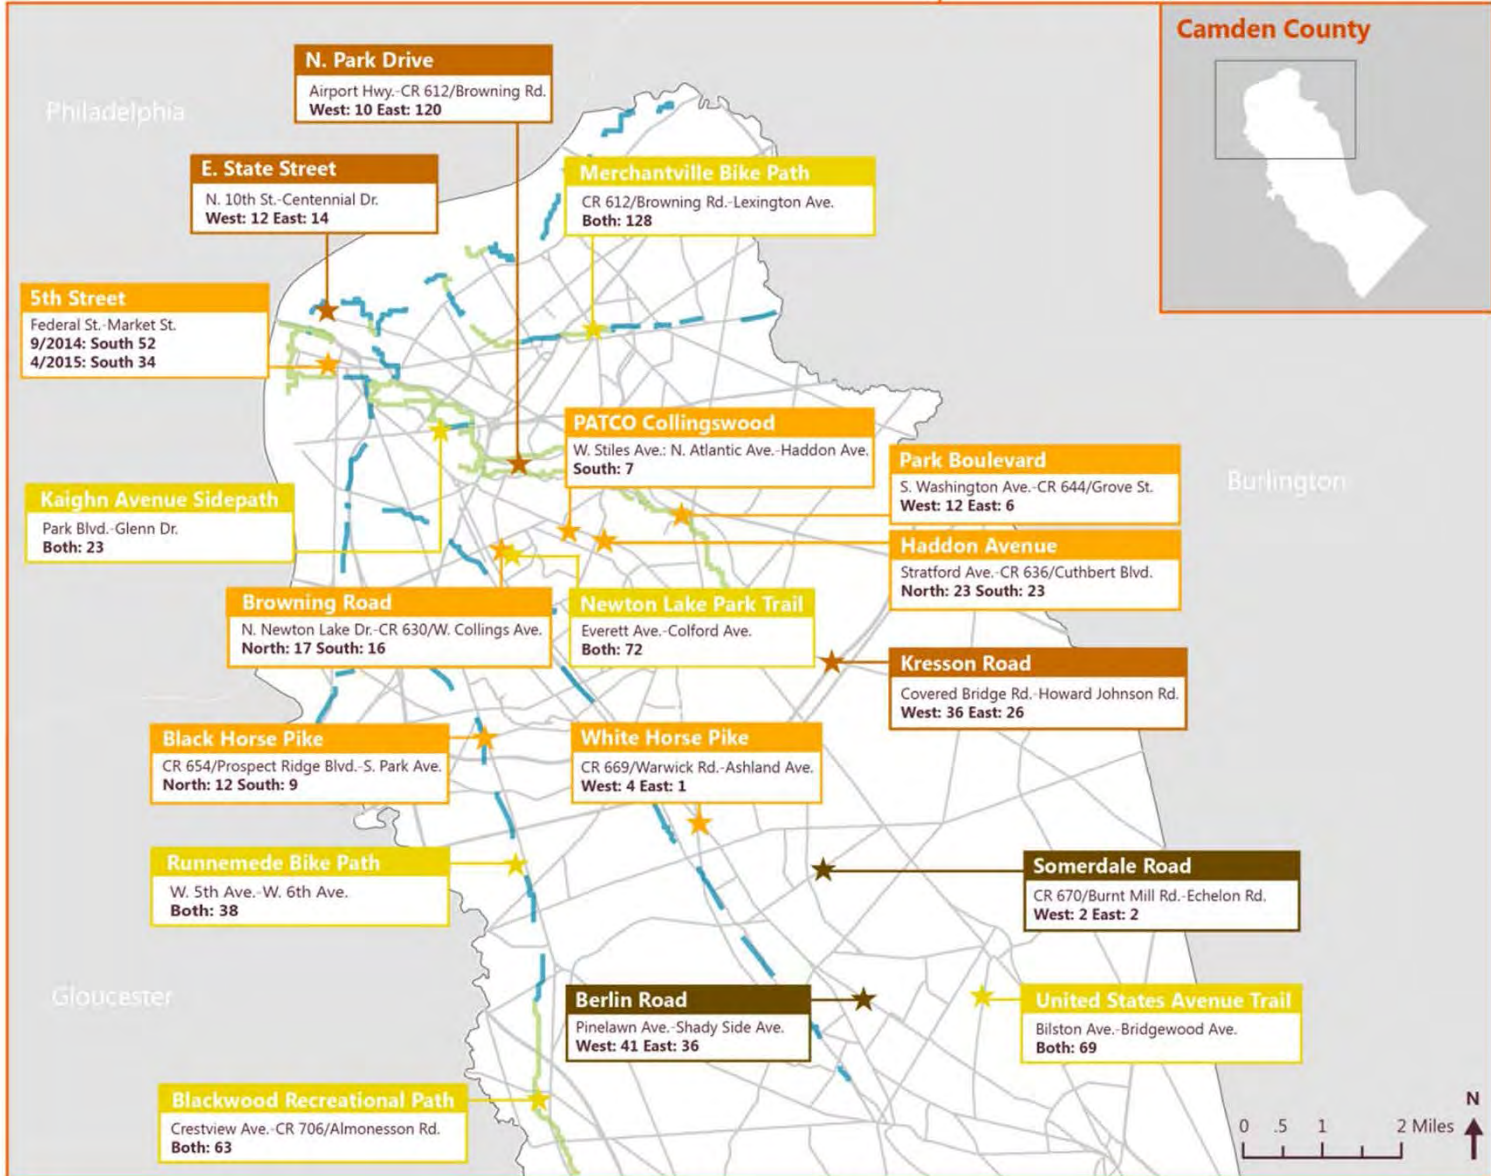 Camden County
Philadelphia
N. Park Drive
Airport Hwy.-CR 612/Browning Rd.
West: 10 East: 120
E. State Street
N. 10th St.-Centennial Dr.
West: 12 East: 14
Merchantville Bike Path
CR 612/Browning Rd.-Lexington Ave.
Both: 128
5th Street
Federal St.-Market St.
9/2014: South 52
4/2015: South 34
PATCO Collingswood
W. Stiles Ave.: N. Atlantic Ave.-Haddon Ave.
South: 7
Park Boulevard
S. Washington Ave.-CR 644/Grove St.
West: 12 East: 6
Burlington
Kaighn Avenue Sidepath
Park Blvd.-Glenn Dr.
Both: 23
Haddon Avenue
Stratford Ave.-CR 636/Cuthbert Blvd.
North: 23 South: 23
Browning Road
N. Newton Lake Dr.-CR 630/W. Collings Ave.
North: 17 South: 16
Newton Lake Park Trail
Everett Ave.-Colford Ave.
Both: 72
Kresson Road
Covered Bridge Rd.-Howard Johnson Rd.
West: 36 East: 26
Black Horse Pike
CR 654/Prospect Ridge Blvd.-S. Park Ave.
North: 12 South: 9
White Horse Pike
CR 669/Warwick Rd.-Ashland Ave.
West: 4 East: 1
Runnemede Bike Path
W. 5th Ave.-W. 6th Ave.
Both: 38
Somerdale Road
CR 670/Burnt Mill Rd.-Echelon Rd.
West: 2 East: 2
Gloucester
Berlin Road
Pinelawn Ave.-Shady Side Ave.
West: 41 East: 36
United States Avenue Trail
Bilston Ave.-Bridgewood Ave.
Both: 69
Blackwood Recreational Path
Crestview Ave.-CR 706/Almonesson Rd.
Both: 63
N
0 .5 1 2 Miles